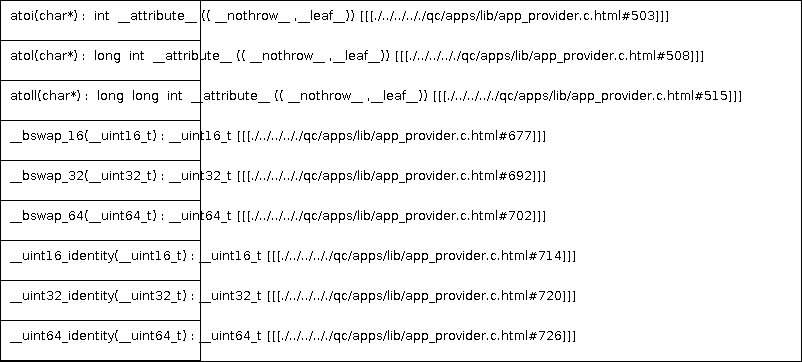 atoi(char*) : int __attribute__ (( __nothrow__ ,__leaf__)) [[[./../../././qc/apps/lib/app_provider.c.html#503]]]
atol(char*) : long int __attribute__ (( __nothrow__ ,__leaf__)) [[[./../../././qc/apps/lib/app_provider.c.html#508]]]
atoll(char*) : long long int __attribute__ (( __nothrow__ ,__leaf__)) [[[./../../././qc/apps/lib/app_provider.c.html#515]]]
__bswap_16(__uint16_t) : __uint16_t [[[./../../././qc/apps/lib/app_provider.c.html#677]]]
__bswap_32(__uint32_t) : __uint32_t [[[./../../././qc/apps/lib/app_provider.c.html#692]]]
__bswap_64(__uint64_t) : __uint64_t [[[./../../././qc/apps/lib/app_provider.c.html#702]]]
__uint16_identity(__uint16_t) : __uint16_t [[[./../../././qc/apps/lib/app_provider.c.html#714]]]
__uint32_identity(__uint32_t) : __uint32_t [[[./../../././qc/apps/lib/app_provider.c.html#720]]]
__uint64_identity(__uint64_t) : __uint64_t [[[./../../././qc/apps/lib/app_provider.c.html#726]]]